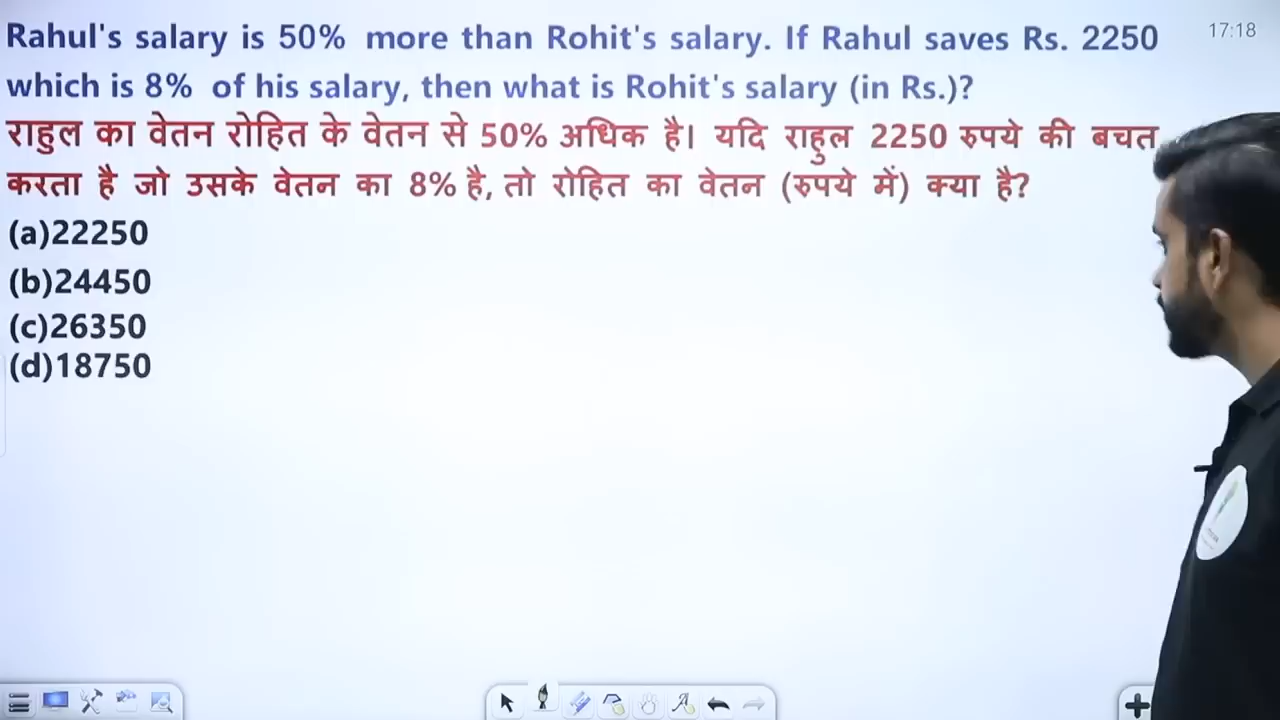 Rahul's salary is 50% more than Rohit's salary. If Rahul saves Rs. 2250
17:18
which is 8% of his salary, then what is Rohit's salary (in Rs.)?
राहुल का वेतन रोहित के वेतन से 50% अधिक है। यदि राहुल 2250 रुपये की बचत
करता है जो उसके वेतन का 8% है, तो रोहित का वेतन (रुपये में) क्या है?
(a)22250
(b)24450
(c)26350
(d)18750